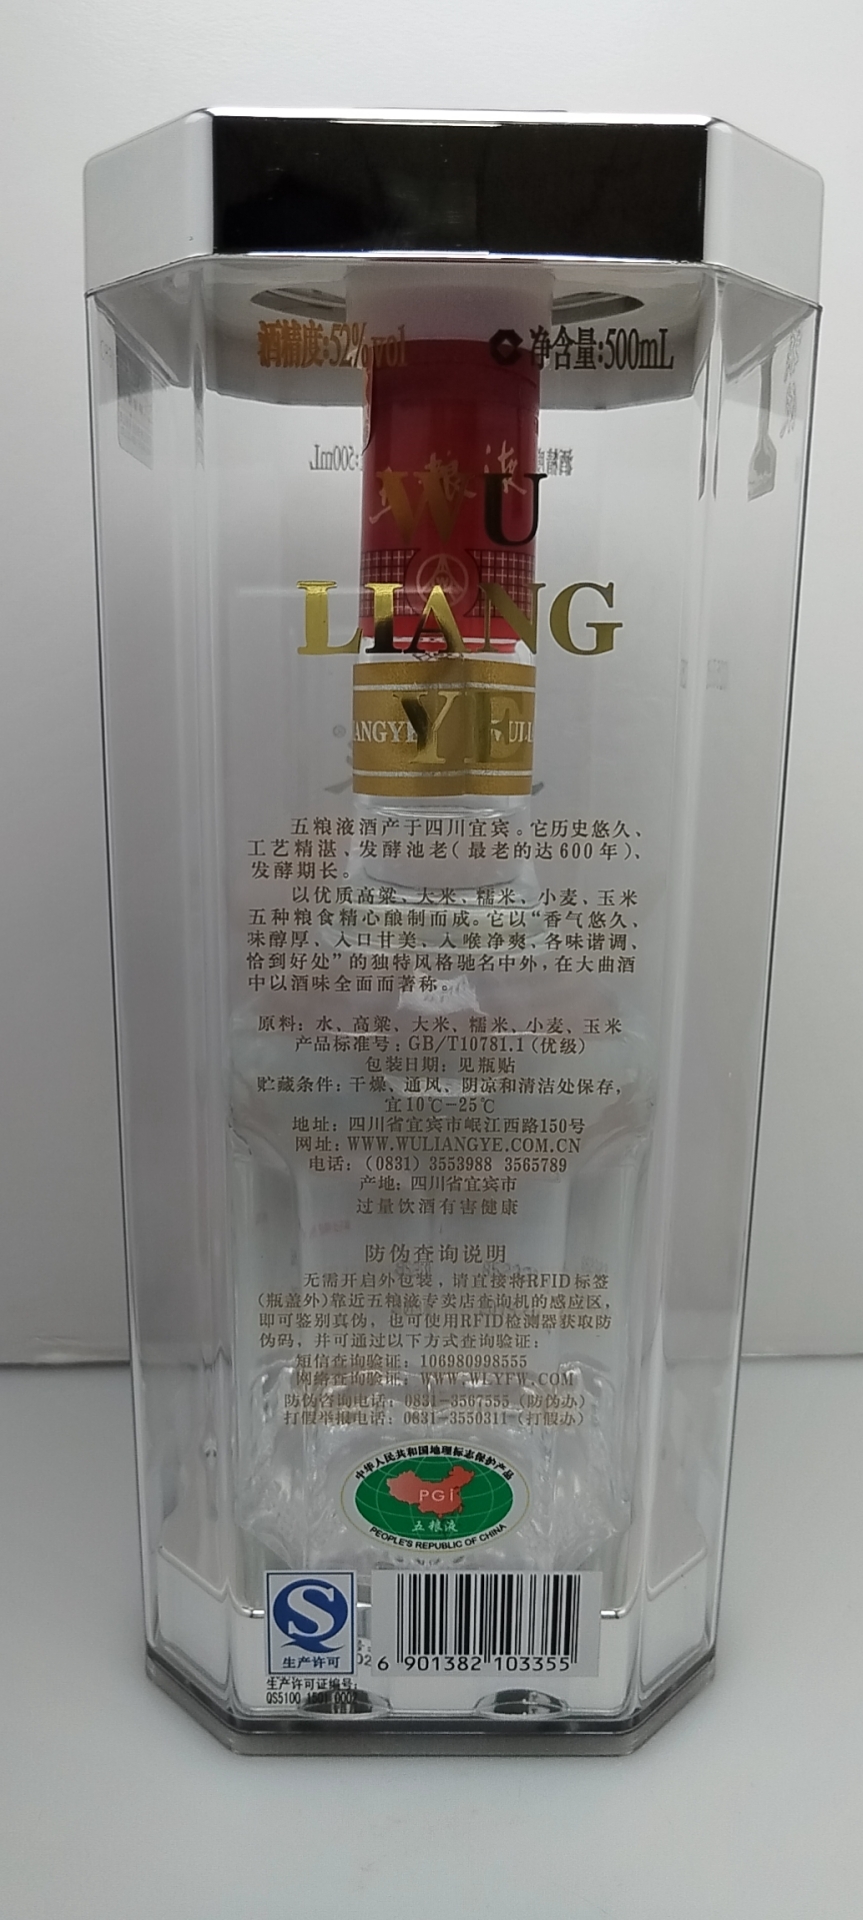 酒精度:52%vol 净含量:500mL
五粮液
WU
LIANG
YE
ANGYE WULI
五粮液酒产于四川宜宾。它历史悠久、
工艺精湛、发酵池老(最老的达600年)、
发酵期长。
以优质高粱、大米、糯米、小麦、玉米
五种粮食精心酿制而成。它以“香气悠久、
味醇厚、入口甘美、入喉净爽、各味谐调、
恰到好处”的独特风格驰名中外,在大曲酒
中以酒味全面而著称。
原料：水、高粱、大米、糯米、小麦、玉米
产品标准号：GB/T10781.1(优级)
包装日期：见瓶贴
贮藏条件：干燥、通风、阴凉和清洁处保存，
宜10℃-25℃
地址：四川省宜宾市岷江西路150号
网址：WWW.WULIANGYE.COM.CN
电话：(0831) 3553988 3565789
产地：四川省宜宾市
过量饮酒有害健康
防伪查询说明
无需开启外包装，请直接将RFID标签
(瓶盖外)靠近五粮液专卖店查询机的感应区，
即可鉴别真伪，也可使用RFID检测器获取防
伪码，并可通过以下方式查询验证：
短信查询验证：106980998555
网络查询验证：WWW.WLYFW.COM
防伪咨询电话：0831-3567555 (防伪办)
打假举报电话：0831-3550311 (打假办)
中华人民共和国地理标志保护产品
PGI
五粮液
PEOPLE'S REPUBLIC OF CHINA
生产许可
6 901382 103355
生产许可证编号：
QS5100 1501 0007